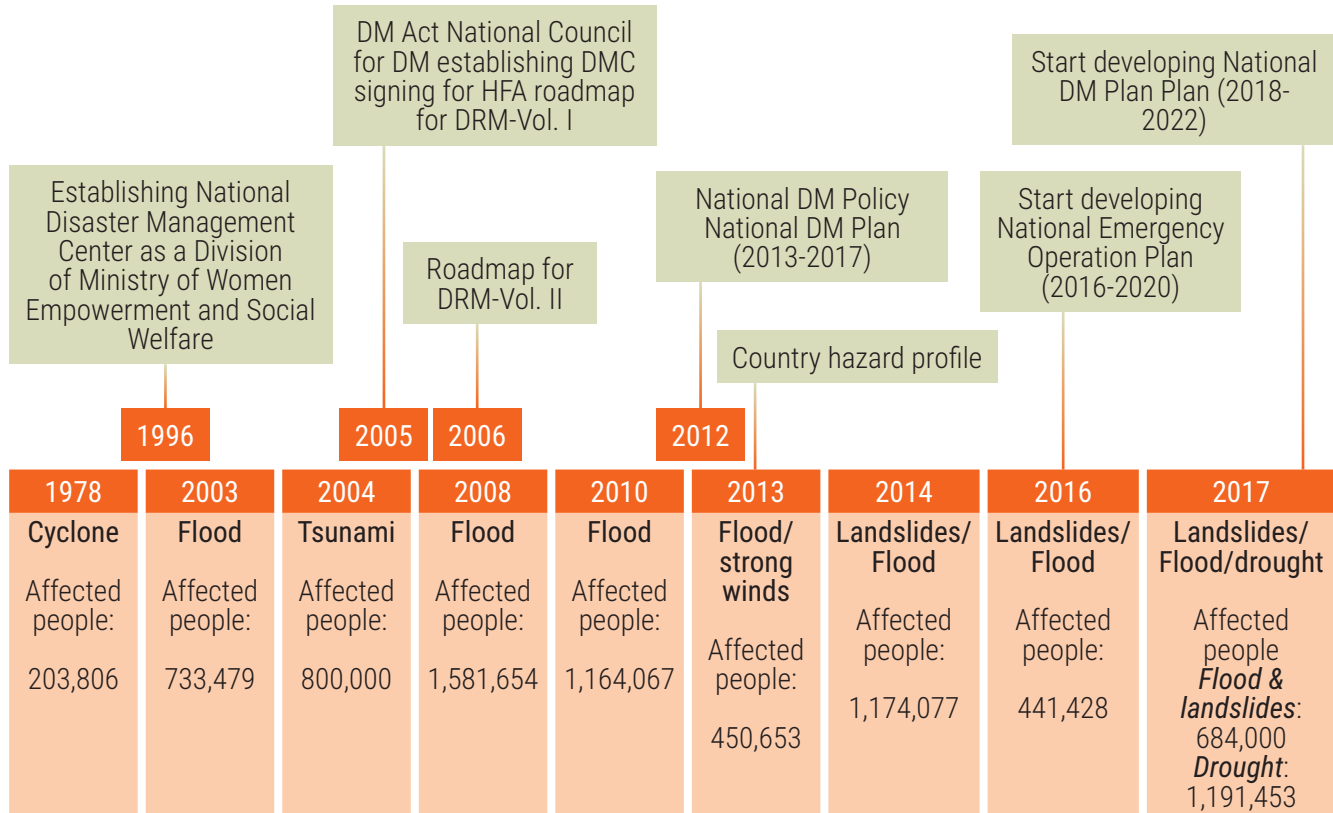 DM Act National Council
for DM establishing DMC
signing for HFA roadmap
for DRM-Vol. I
Start developing National
DM Plan Plan (2018-
2022)
Establishing National
Disaster Management
Center as a Division
of Ministry of Women
Empowerment and Social
Welfare
Roadmap for
DRM-Vol. II
National DM Policy
National DM Plan
(2013-2017)
Start developing
National Emergency
Operation Plan
(2016-2020)
Country hazard profile
1996
2005
2006
2012
1978
Cyclone
Affected
people:
203,806
2003
Flood
Affected
people:
733,479
2004
Tsunami
Affected
people:
800,000
2008
Flood
Affected
people:
1,581,654
2010
Flood
Affected
people:
1,164,067
2013
Flood/
strong
winds
Affected
people:
450,653
2014
Landslides/
Flood
Affected
people:
1,174,077
2016
Landslides/
Flood
Affected
people:
441,428
2017
Landslides/
Flood/drought
Affected
people
Flood &
landslides:
684,000
Drought:
1,191,453